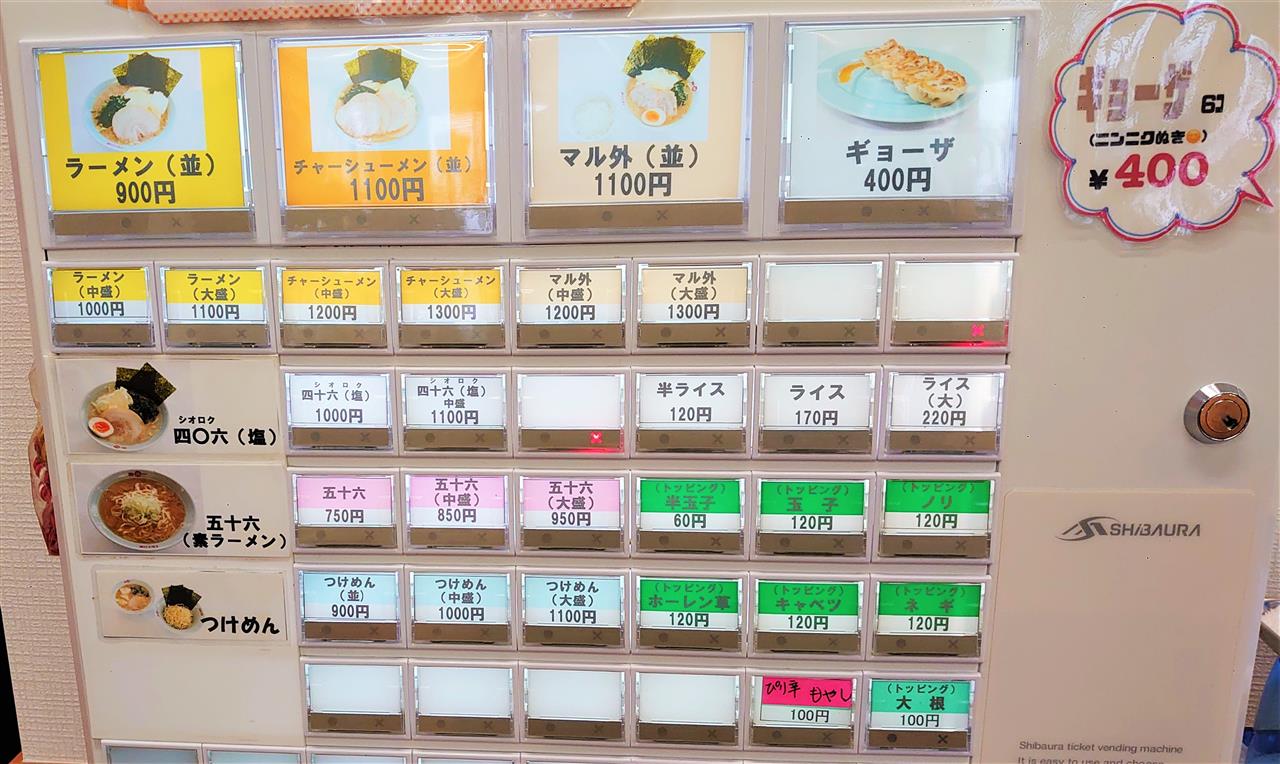 ラーメン（並）
900円
チャーシューメン（並）
1100円
マル外（並）
1100円
ギョーザ
400円
ギョーザ 6コ
（ニンニクぬき）
¥400
ラーメン
（中盛）
1000円
ラーメン
（大盛）
1100円
チャーシューメン
（中盛）
1200円
チャーシューメン
（大盛）
1300円
マル外
（中盛）
1200円
マル外
（大盛）
1300円
シオロク
四〇六（塩）
シオロク
四十六（塩）
1000円
シオロク
四十六（塩）
中盛
1100円
半ライス
120円
ライス
170円
ライス
（大）
220円
五十六
（素ラーメン）
五十六
750円
五十六
（中盛）
850円
五十六
（大盛）
950円
（トッピング）
半玉子
60円
（トッピング）
玉子
120円
（トッピング）
ノリ
120円
つけめん
つけめん
（並）
900円
つけめん
（中盛）
1000円
つけめん
（大盛）
1100円
（トッピング）
ホーレン草
120円
（トッピング）
キャベツ
120円
（トッピング）
ネギ
120円
ぴり辛 もやし
100円
（トッピング）
大根
100円
SHIBAURA
Shibaura ticket vending machine
It is easy to use and choose